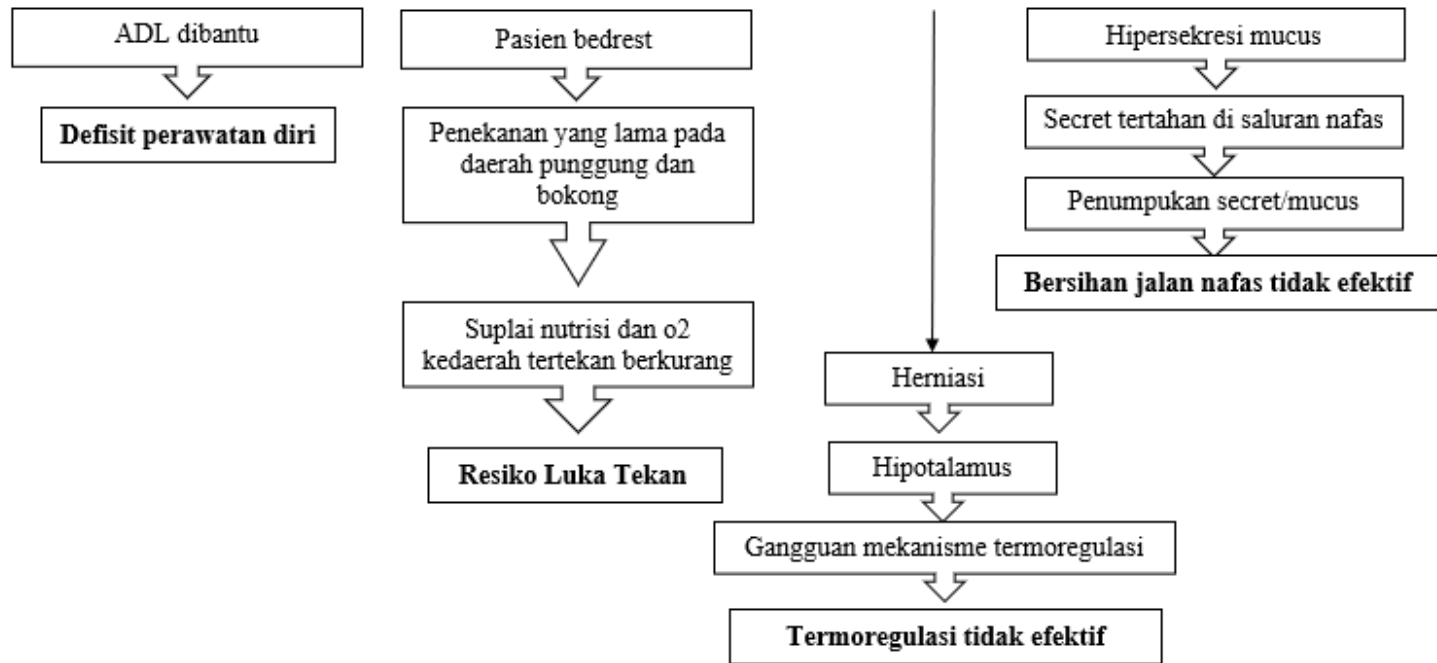 ADL dibantu
Defisit perawatan diri
Pasien bedrest
Penekanan yang lama pada
daerah punggung dan
bokong
Suplai nutrisi dan o2
kedaerah tertekan berkurang
Resiko Luka Tekan
Herniasi
Hipotalamus
Gangguan mekanisme termoregulasi
Termoregulasi tidak efektif
Hipersekresi mucus
Secret tertahan di saluran nafas
Penumpukan secret/mucus
Bersihan jalan nafas tidak efektif